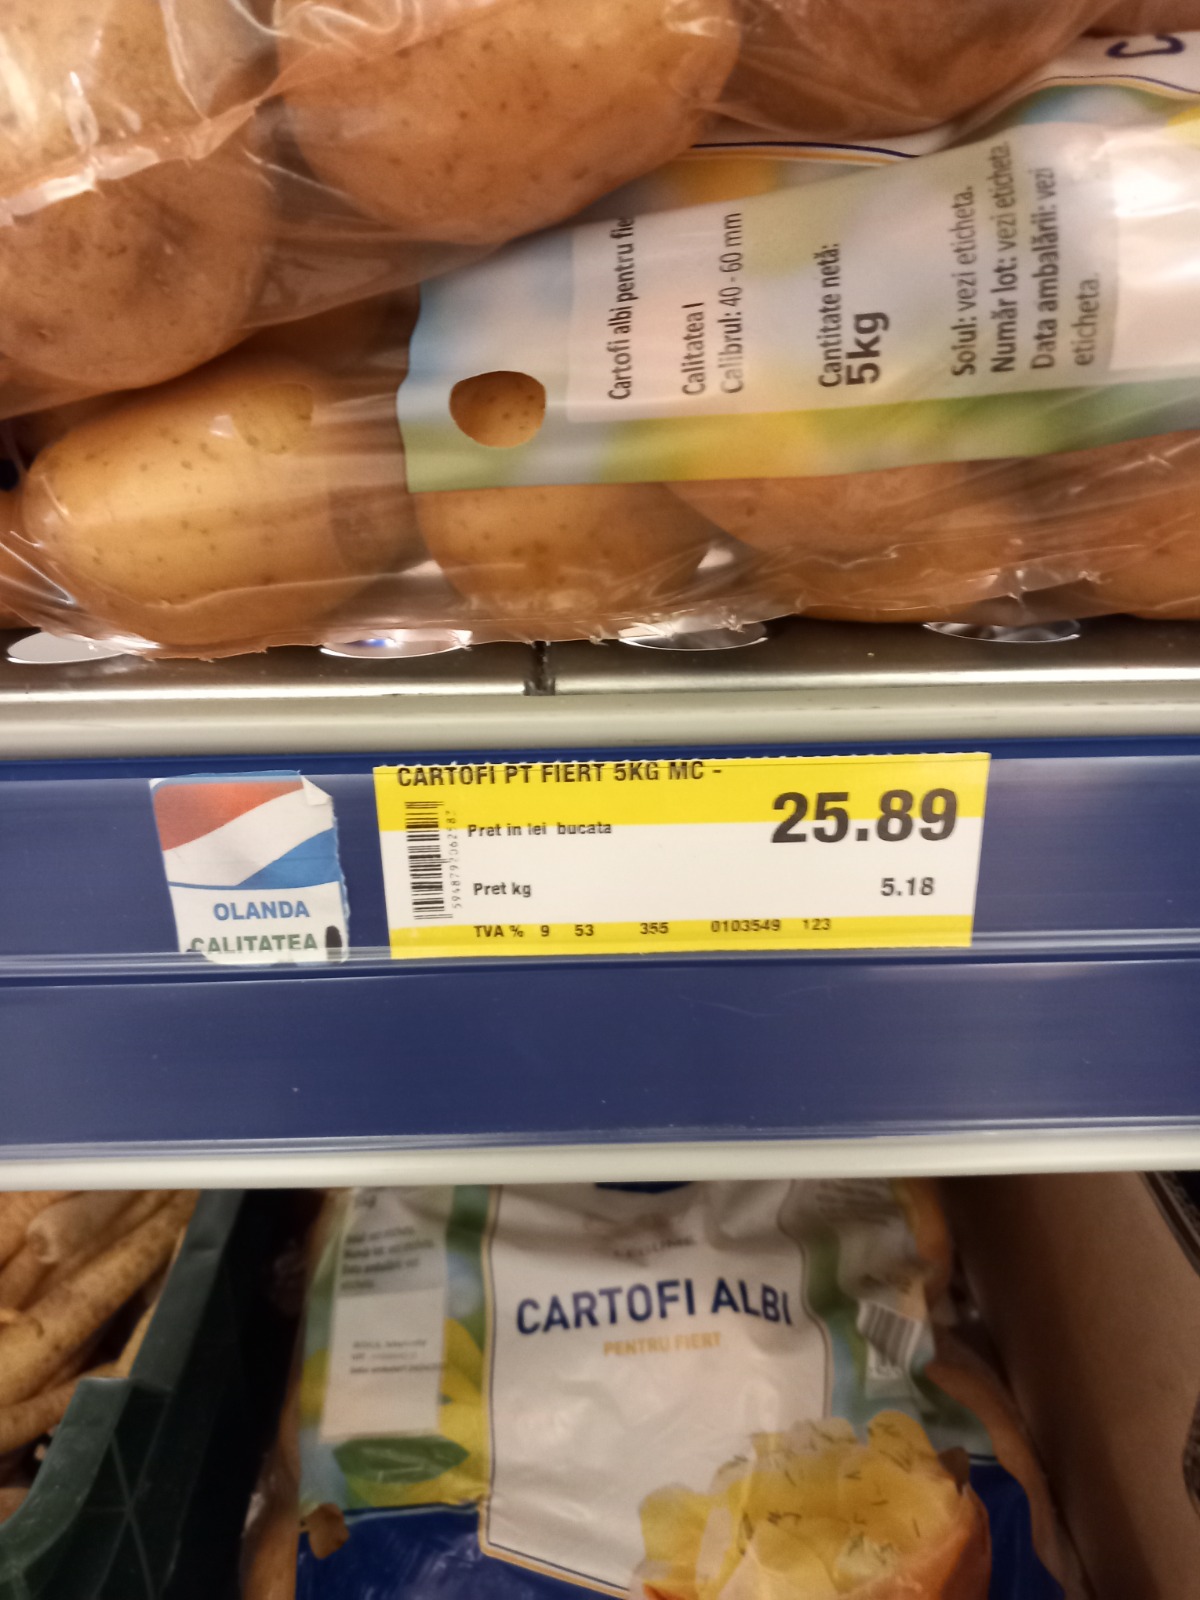 Cartofi albi pentru fie
Calitatea I
Calibrul: 40 - 60 mm
Cantitate netă:
5kg
Soiul: vezi eticheta.
Număr lot: vezi eticheta.
Data ambalării: vezi
eticheta.
CARTOFI PT FIERT 5KG MC -
25.89
Pret in lei bucata
Pret kg
5.18
TVA % 9 53 355 0103549 123
OLANDA
CALITATEA I
CARTOFI ALBI
PENTRU FIERT